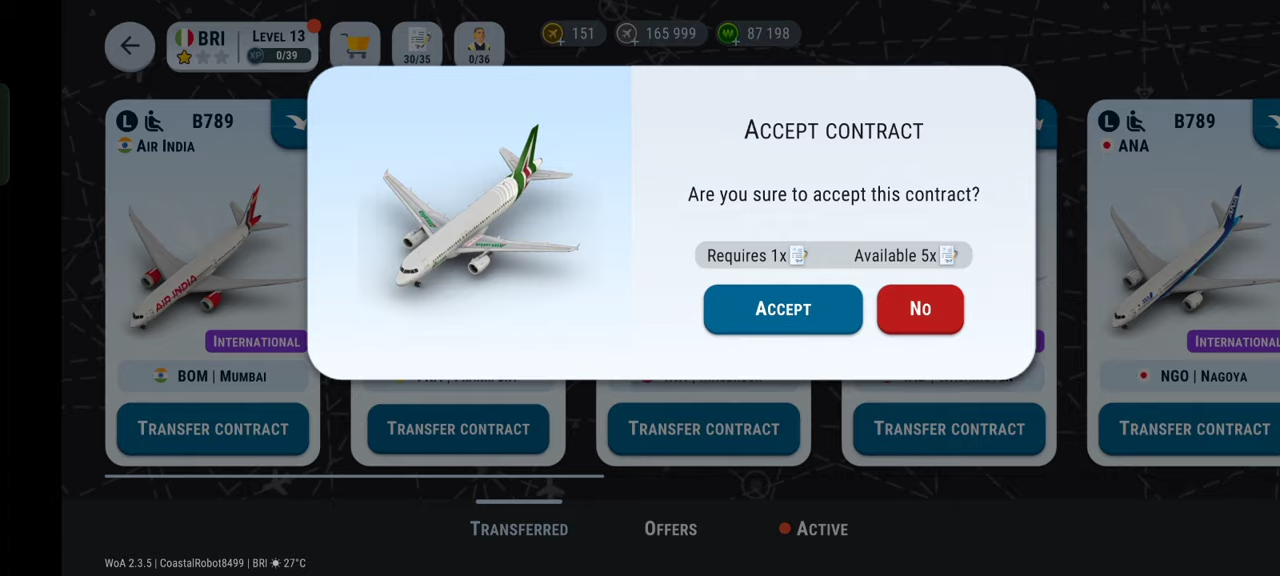 BRI
LEVEL 13
XP 0/39
30/35
0/36
151
165 999
87 198
L B789
AIR INDIA
AIR INDIA
INTERNATIONAL
BOM | MUMBAI
TRANSFER CONTRACT
ACCEPT CONTRACT
Are you sure to accept this contract?
Requires 1x
Available 5x
ACCEPT
NO
TRANSFER CONTRACT
TRANSFER CONTRACT
TRANSFER CONTRACT
L B789
ANA
INTERNATIONAL
NGO | NAGOYA
TRANSFER CONTRACT
TRANSFERRED
OFFERS
ACTIVE
WoA 2.3.5 | CoastalRobot8499 | BRI ☀ 27°C